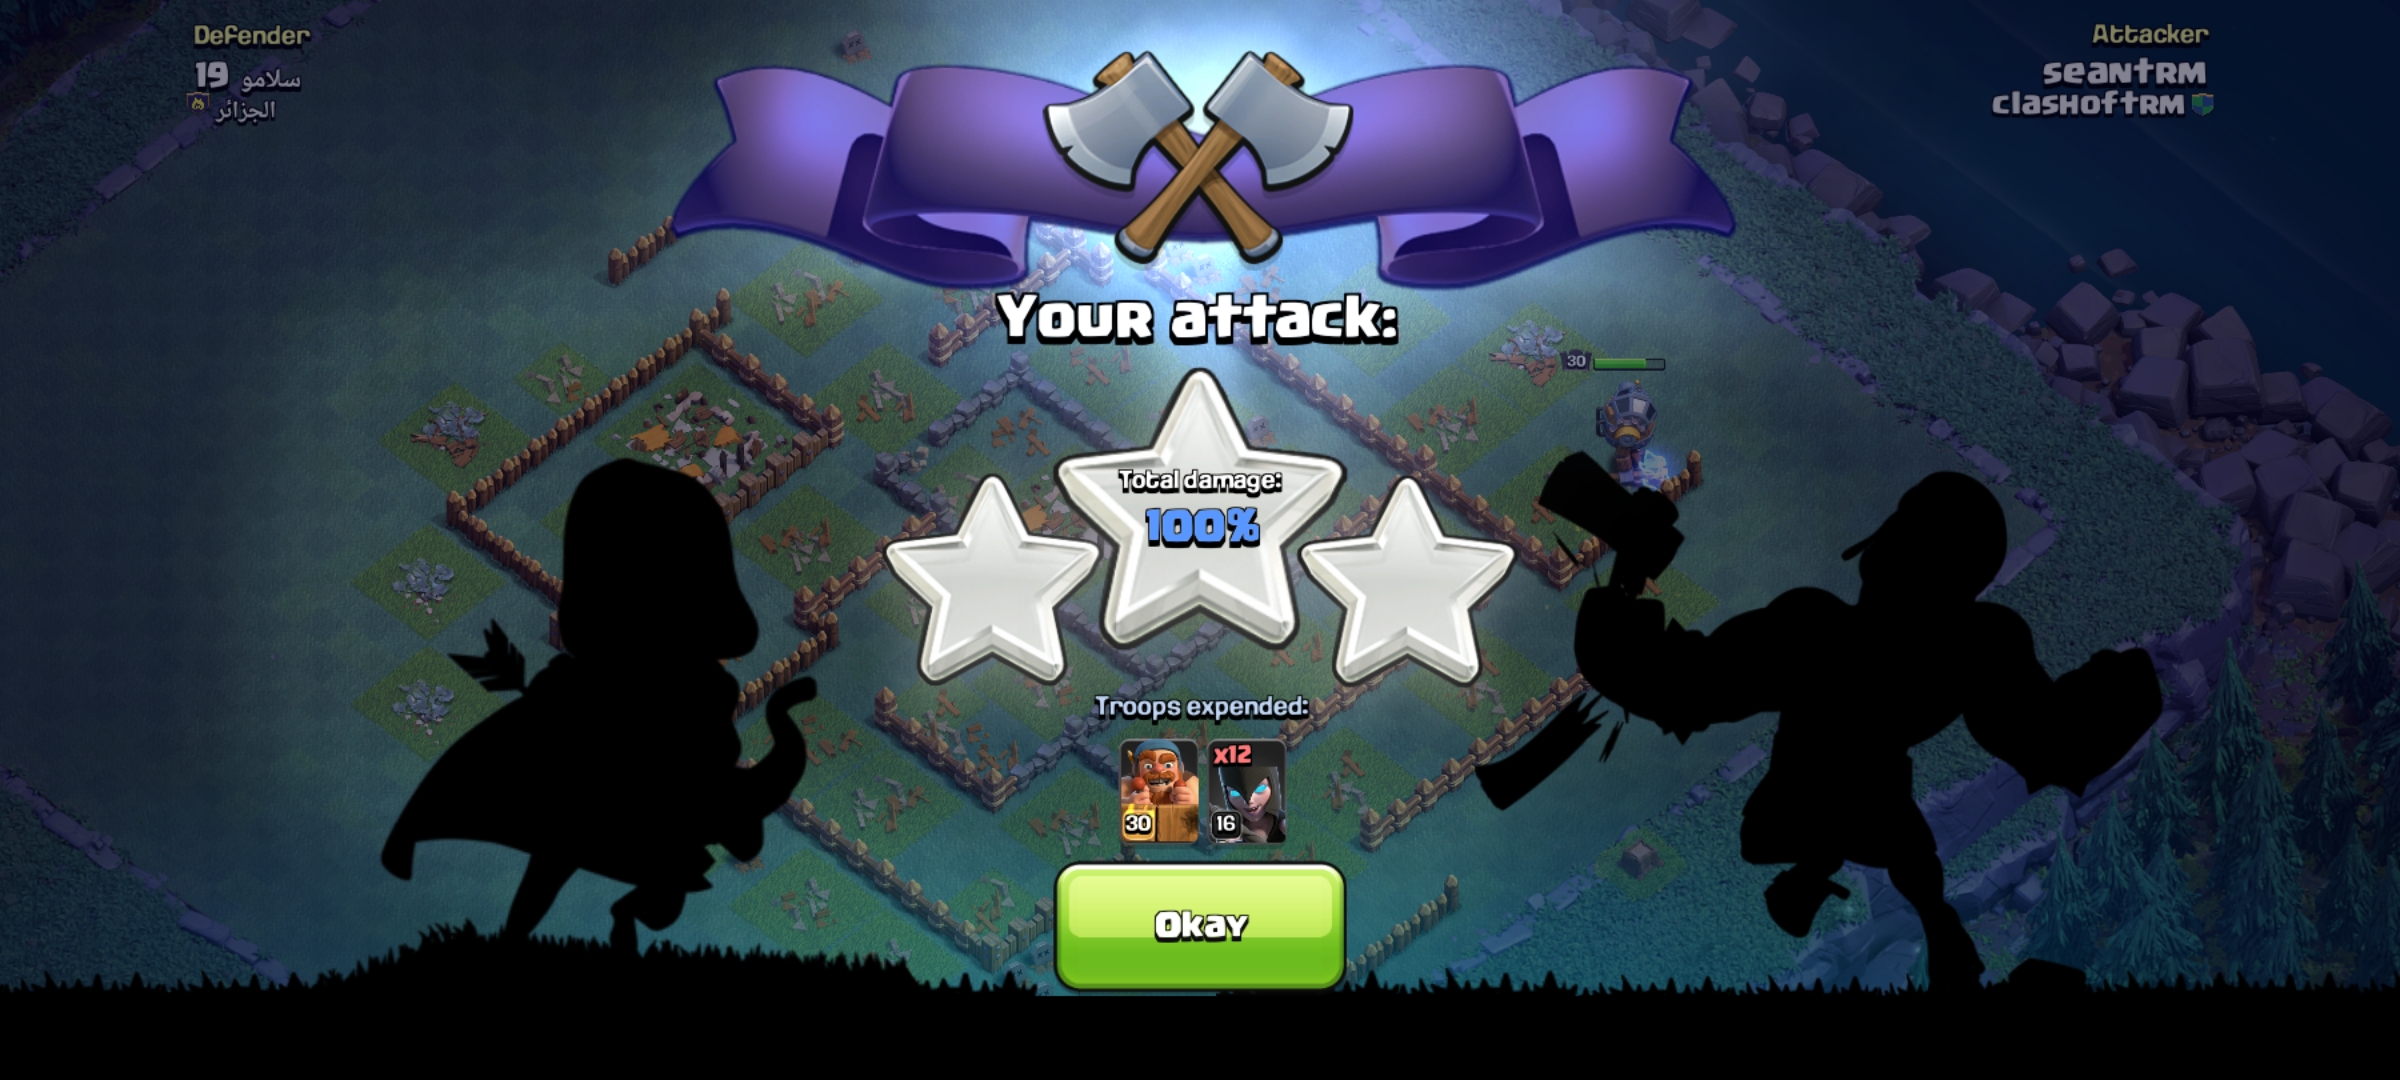 Defender
سلامو 19
الجزائر
Attacker
seantRM
clashoftRM
Your attack:
30
Total damage:
100%
Troops expended:
30
x12
16
Okay